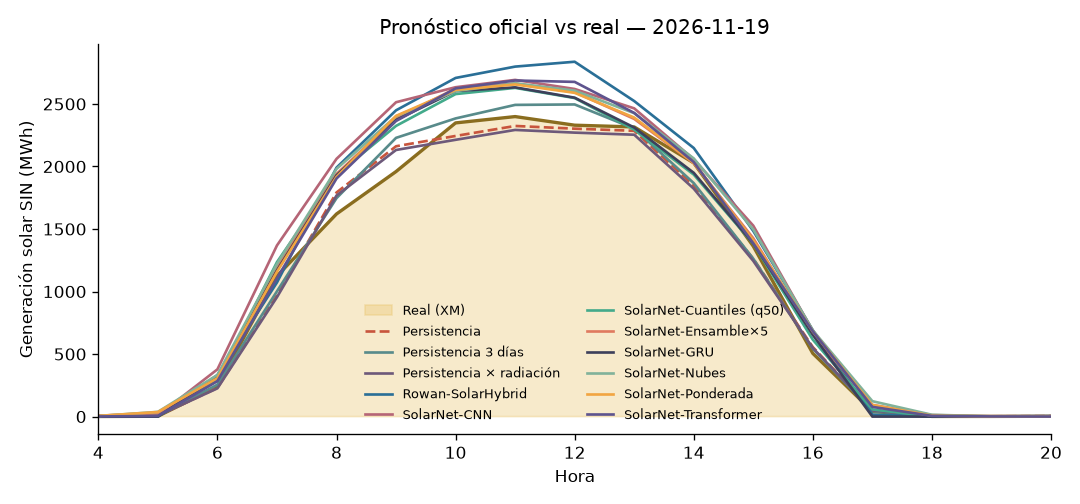 Pronóstico oficial vs real — 2026-11-19
Generación solar SIN (MWh)
2500
2000
1500
1000
500
0
Real (XM)
Persistencia
Persistencia 3 días
Persistencia × radiación
Rowan-SolarHybrid
SolarNet-CNN
SolarNet-Cuantiles (q50)
SolarNet-Ensamble×5
SolarNet-GRU
SolarNet-Nubes
SolarNet-Ponderada
SolarNet-Transformer
4 6 8 10 12 14 16 18 20
Hora